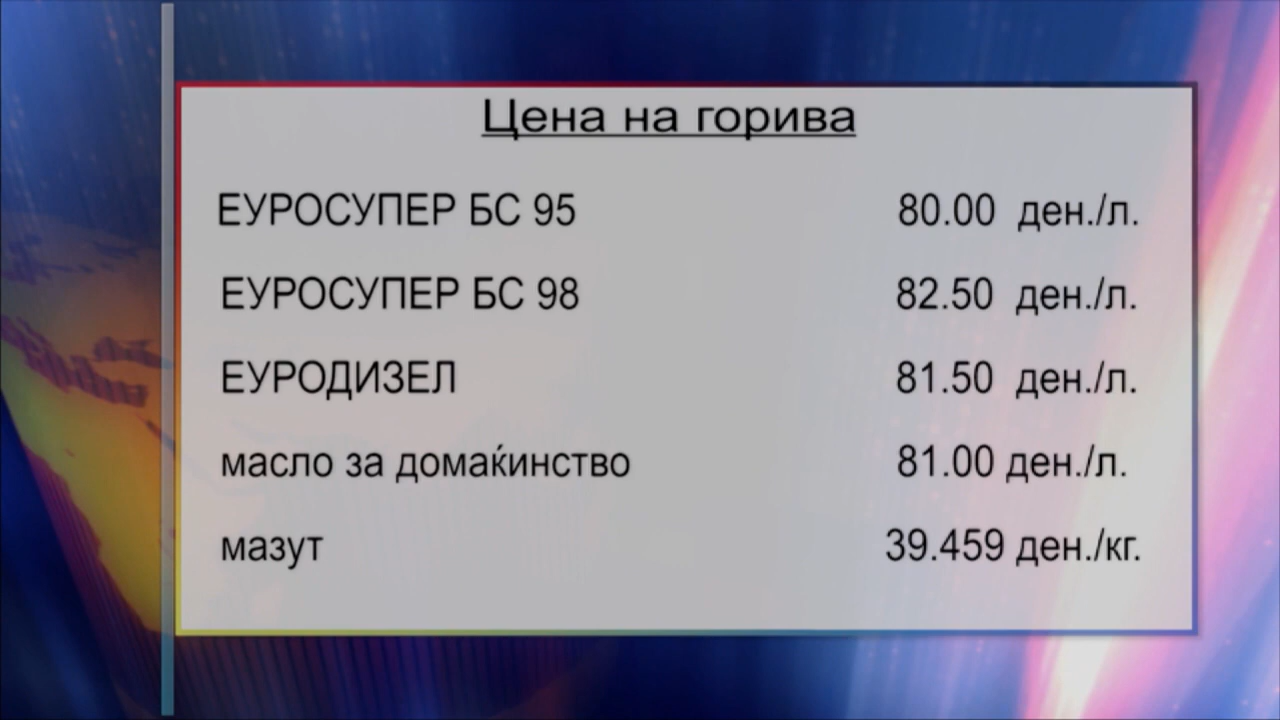 Цена на горива
ЕУРОСУПЕР БС 95 80.00 ден./л.
ЕУРОСУПЕР БС 98 82.50 ден./л.
ЕУРОДИЗЕЛ 81.50 ден./л.
масло за домаќинство 81.00 ден./л.
мазут 39.459 ден./кг.